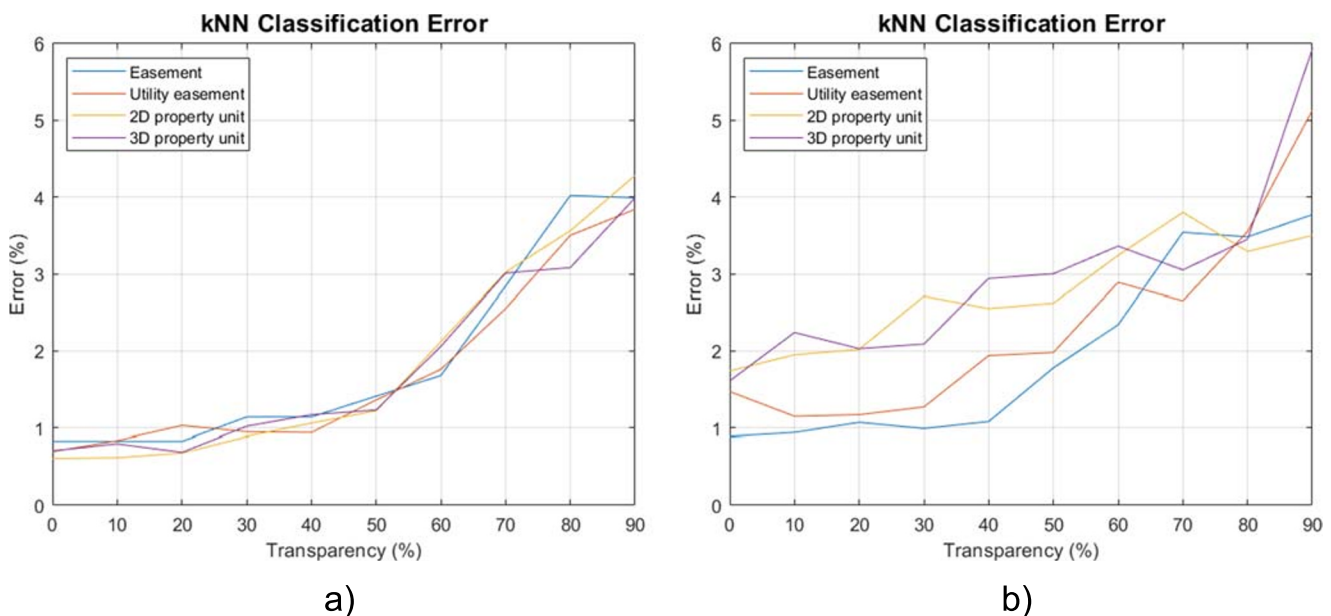 kNN Classification Error
6
5
4
3
2
1
0
Error (%)
Easement
Utility easement
2D property unit
3D property unit
0 10 20 30 40 50 60 70 80 90
Transparency (%)
a)
kNN Classification Error
6
5
4
3
2
1
0
Error (%)
Easement
Utility easement
2D property unit
3D property unit
0 10 20 30 40 50 60 70 80 90
Transparency (%)
b)